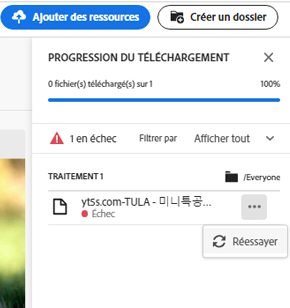 Ajouter des ressources
Créer un dossier
PROGRESSION DU TÉLÉCHARGEMENT
0 fichier(s) téléchargé(s) sur 1
100%
1 en échec
Filtrer par
Afficher tout
TRAITEMENT 1
/Everyone
ytss.com-TULA - 미니특공...
Échec
Réessayer